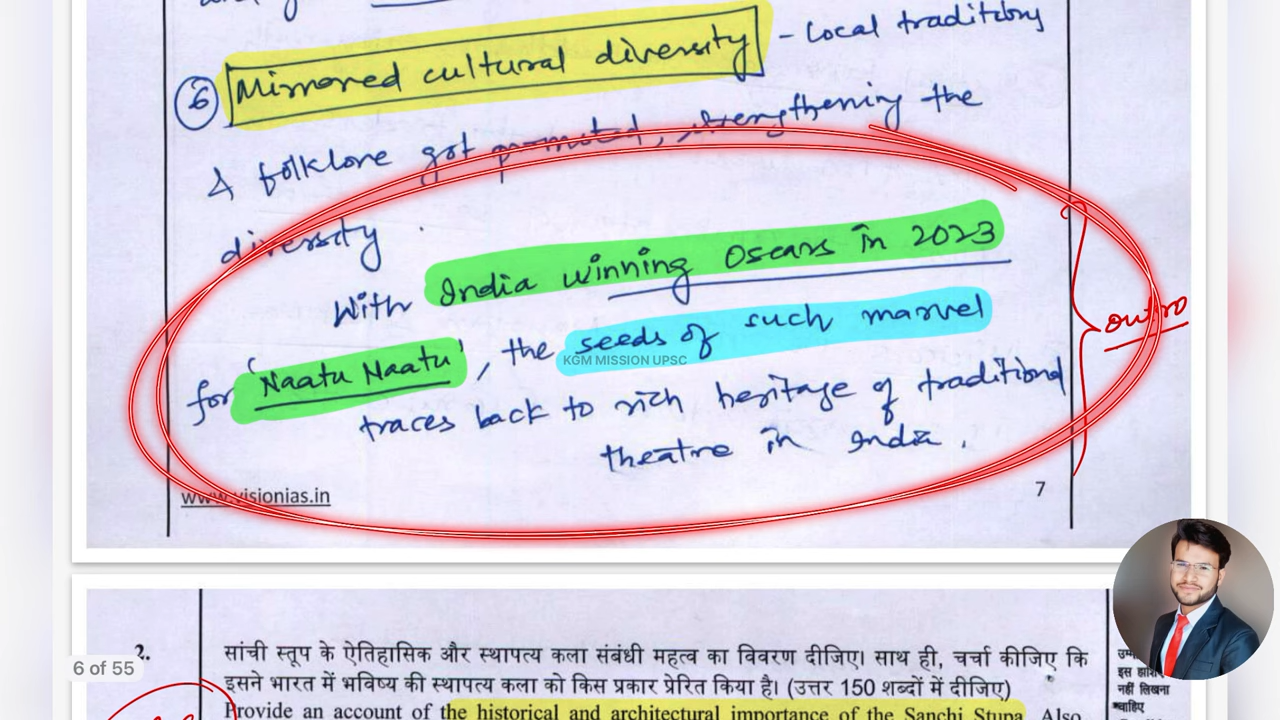 ⑥ Mirrored cultural diversity - Local traditions
& folklore got promoted, strengthening the
diversity.
With India winning Oscars in 2023
for 'Naatu Naatu', the seeds of such marvel
KGM MISSION UPSC
outro
traces back to rich heritage of traditional
theatre in India.
www.visionias.in
7
6 of 55
2.
सांची स्तूप के ऐतिहासिक और स्थापत्य कला संबंधी महत्व का विवरण दीजिए। साथ ही, चर्चा कीजिए कि
इसने भारत में भविष्य की स्थापत्य कला को किस प्रकार प्रेरित किया है। (उत्तर 150 शब्दों में दीजिए)
Provide an account of the historical and architectural importance of the Sanchi Stupa. Also
इस
नहीं लिखना
चाहिए